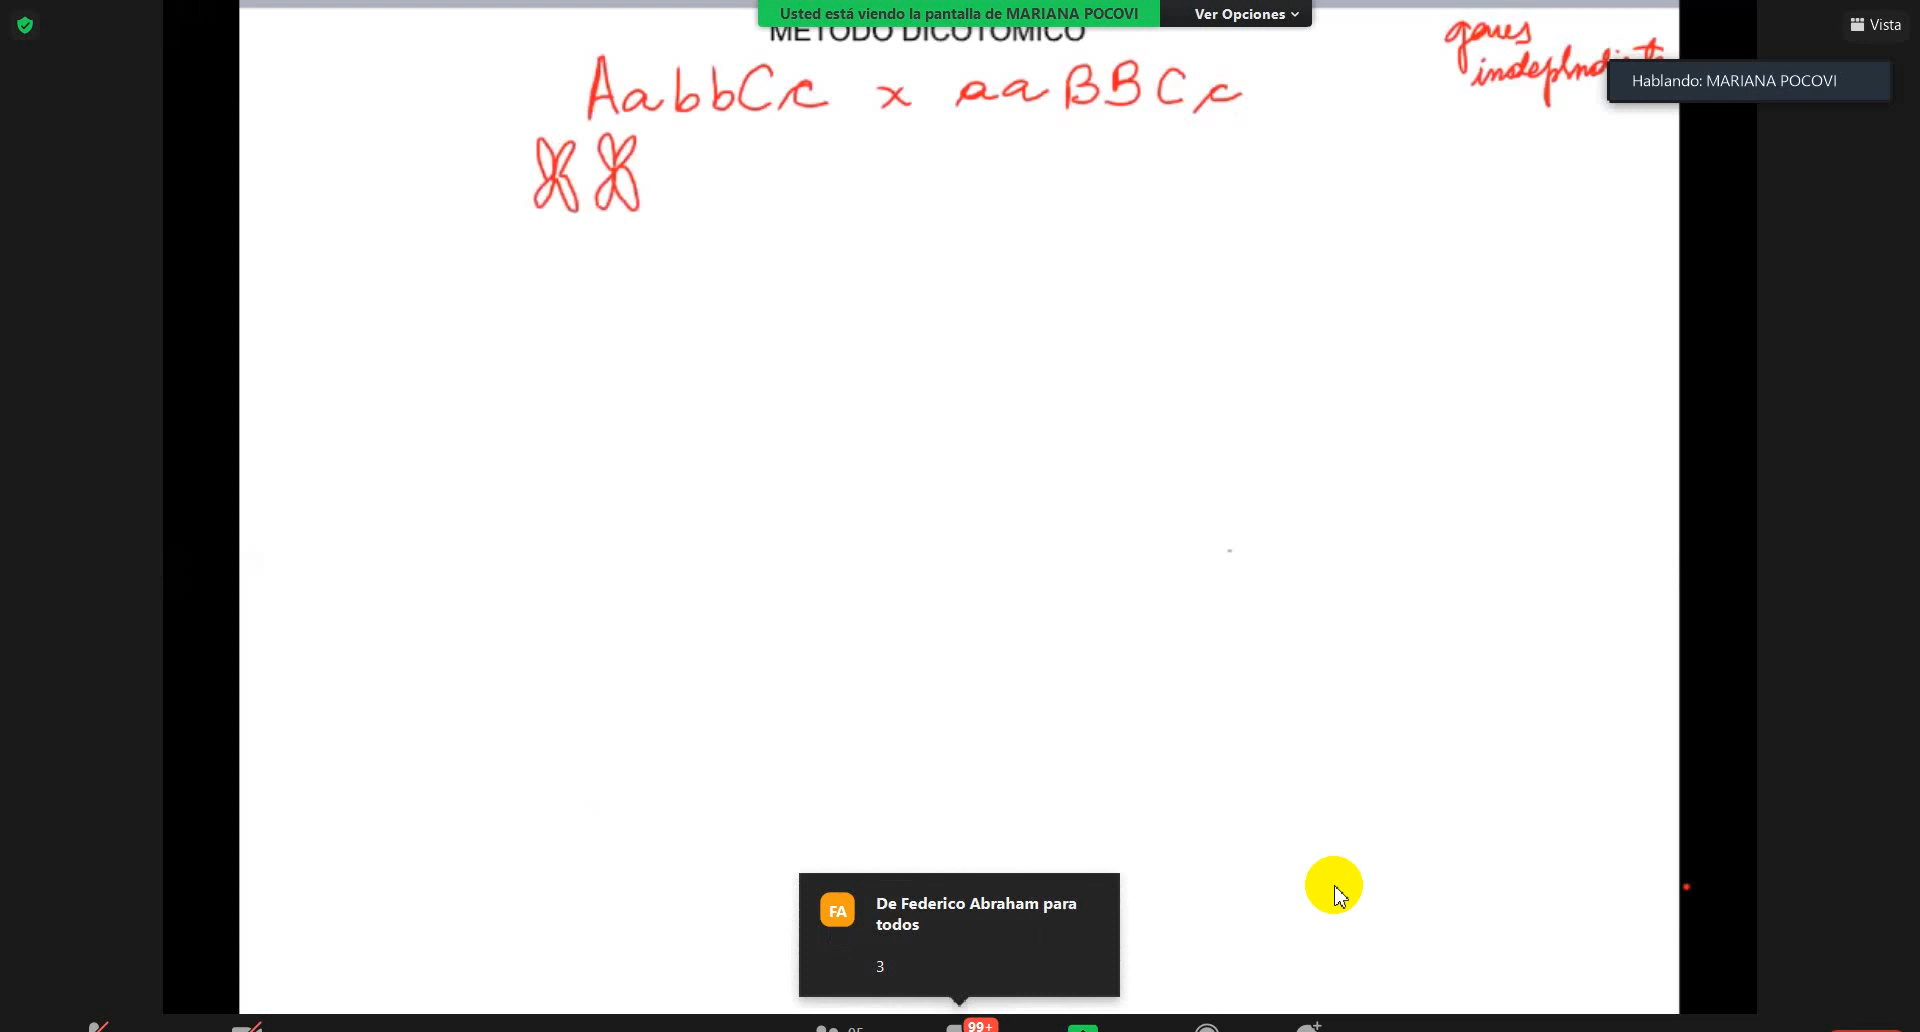 Usted está viendo la pantalla de MARIANA POCOVI
Ver Opciones
Vista
METODO DICOTOMICO
genes
Hablando: MARIANA POCOVI
AabbCc x aaBBCc
De Federico Abraham para
todos
FA
3
99+